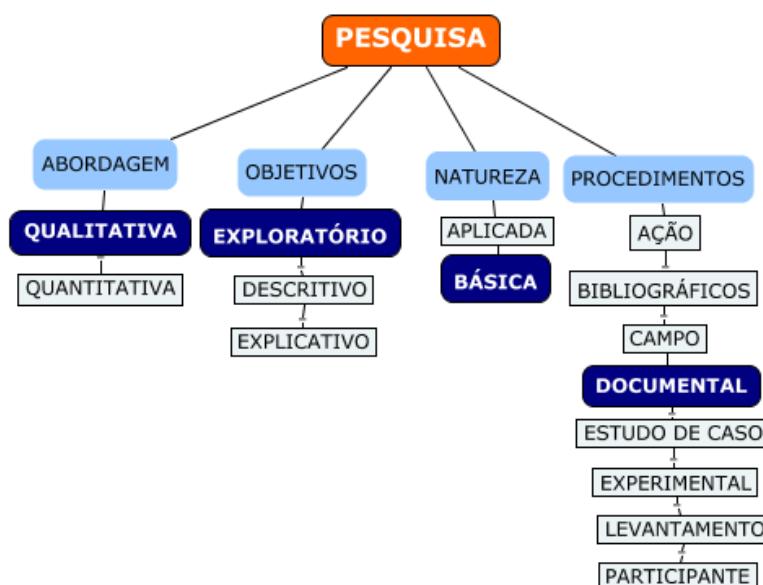 PESQUISA
ABORDAGEM
QUALITATIVA
QUANTITATIVA
OBJETIVOS
EXPLORATÓRIO
DESCRITIVO
EXPLICATIVO
NATUREZA
APLICADA
BÁSICA
PROCEDIMENTOS
AÇÃO
BIBLIOGRÁFICOS
CAMPO
DOCUMENTAL
ESTUDO DE CASO
EXPERIMENTAL
LEVANTAMENTO
PARTICIPANTE